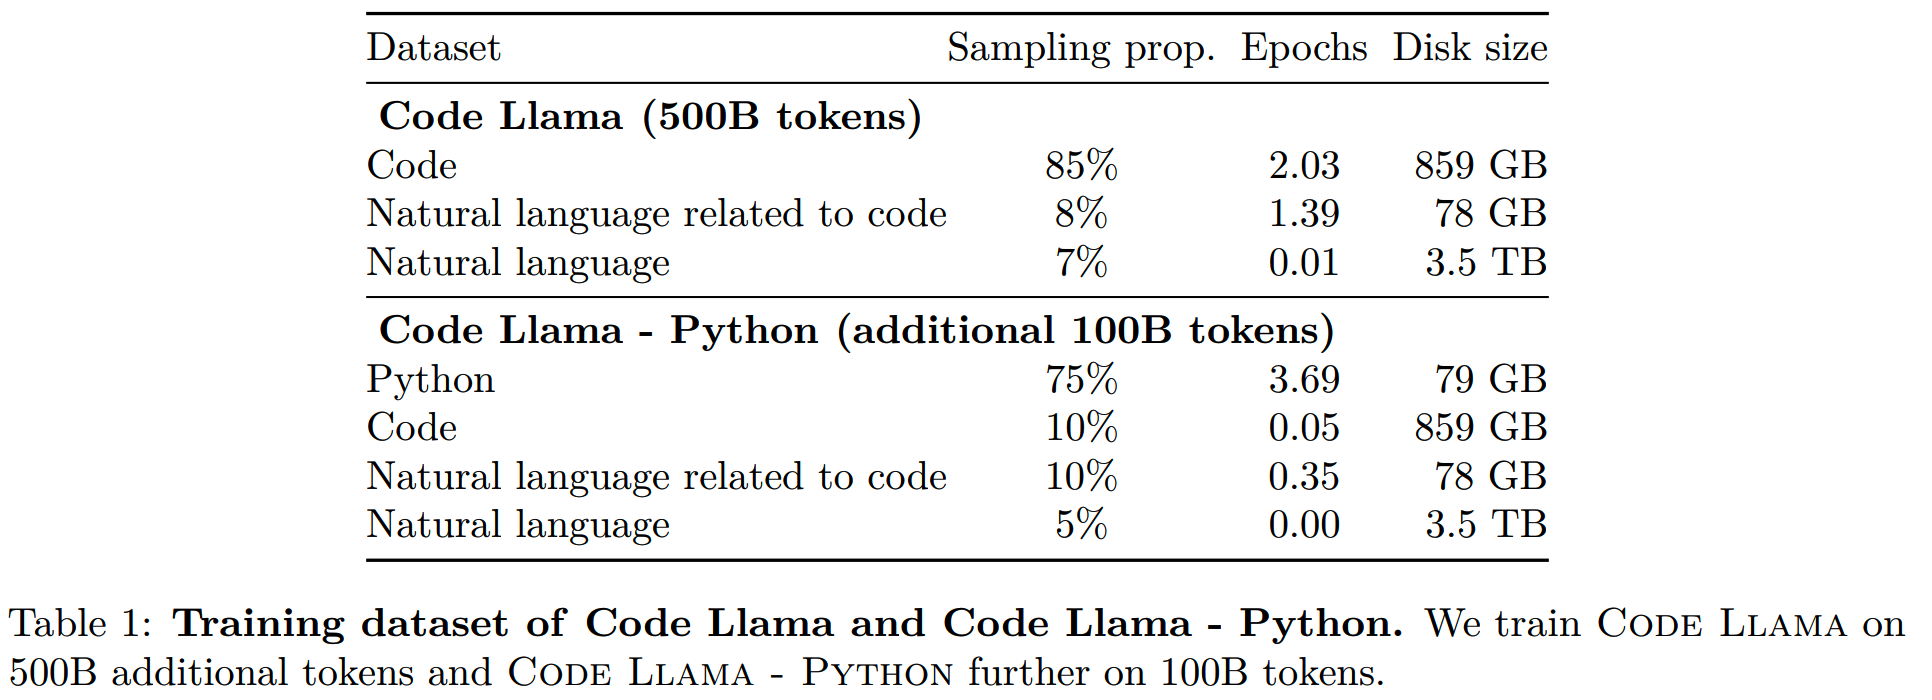 Dataset Sampling prop. Epochs Disk size
Code Llama (500B tokens)
Code 85% 2.03 859 GB
Natural language related to code 8% 1.39 78 GB
Natural language 7% 0.01 3.5 TB
Code Llama - Python (additional 100B tokens)
Python 75% 3.69 79 GB
Code 10% 0.05 859 GB
Natural language related to code 10% 0.35 78 GB
Natural language 5% 0.00 3.5 TB
Table 1: Training dataset of Code Llama and Code Llama - Python. We train Code Llama on
500B additional tokens and Code Llama - Python further on 100B tokens.